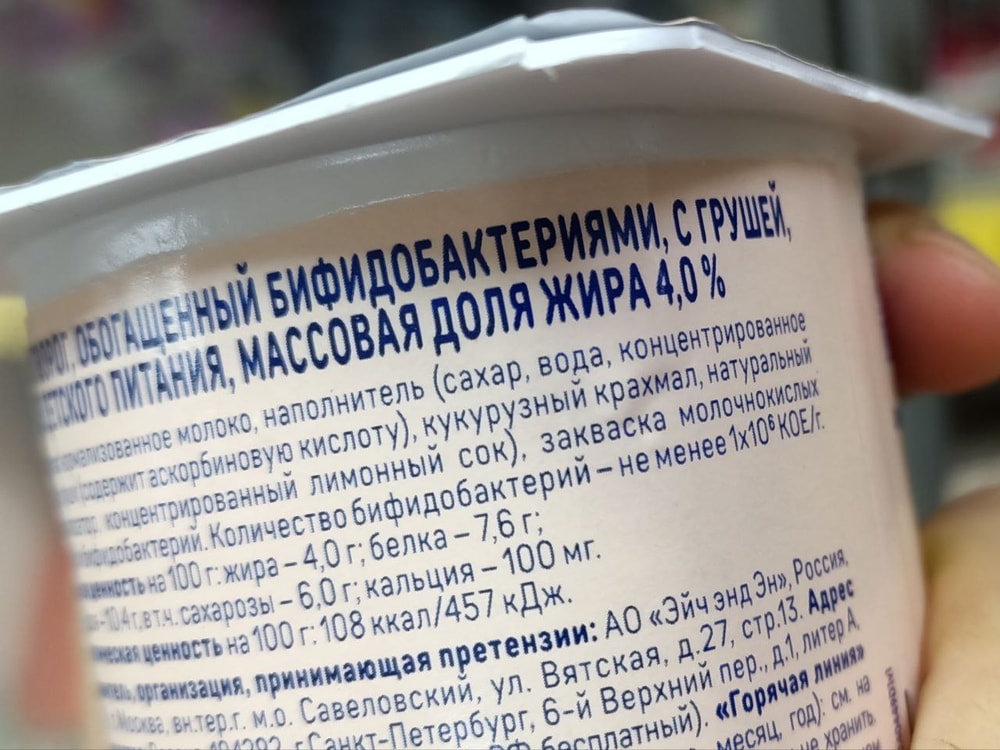 ОБОГАЩЕННЫЙ БИФИДОБАКТЕРИЯМИ, С ГРУШЕЙ,
ПИТАНИЯ, МАССОВАЯ ДОЛЯ ЖИРА 4,0%
молоко, наполнитель (сахар, вода, концентрированное
(содержит аскорбиновую кислоту), кукурузный крахмал, натуральный
концентрированный лимонный сок), закваска молочнокислых
бифидобактерий. Количество бифидобактерий – не менее 1х10⁶ КОЕ/г.
на 100 г: жира – 4,0 г; белка – 7,6 г;
10,4 г, в т.ч. сахарозы – 6,0 г; кальция – 100 мг.
ценность на 100 г: 108 ккал/457 кДж.
организация, принимающая претензии: АО «Эйч энд Эн», Россия,
Москва, вн.тер.г. м.о. Савеловский, ул. Вятская, д.27, стр.13. Адрес
г. Санкт-Петербург, 6-й Верхний пер., д.1, литер А,
бесплатный). «Горячая линия»
месяц, год): см. на
хранить